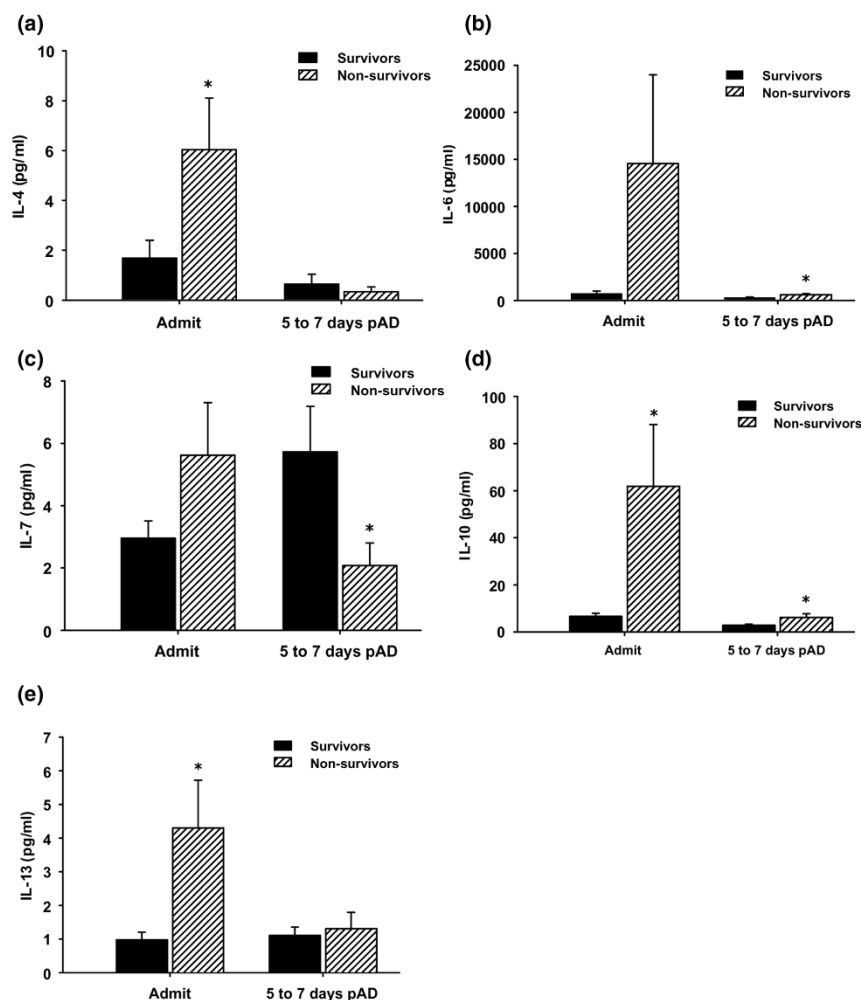 (a)
10
8
6
4
2
0
IL-4 (pg/ml)
Survivors
Non-survivors
*
Admit
5 to 7 days pAD
(b)
25000
20000
15000
10000
5000
0
IL-6 (pg/ml)
Survivors
Non-survivors
*
Admit
5 to 7 days pAD
(c)
8
6
4
2
0
IL-7 (pg/ml)
Survivors
Non-survivors
*
Admit
5 to 7 days pAD
(d)
100
80
60
40
20
0
IL-10 (pg/ml)
Survivors
Non-survivors
*
*
Admit
5 to 7 days pAD
(e)
7
6
5
4
3
2
1
0
IL-13 (pg/ml)
Survivors
Non-survivors
*
Admit
5 to 7 days pAD